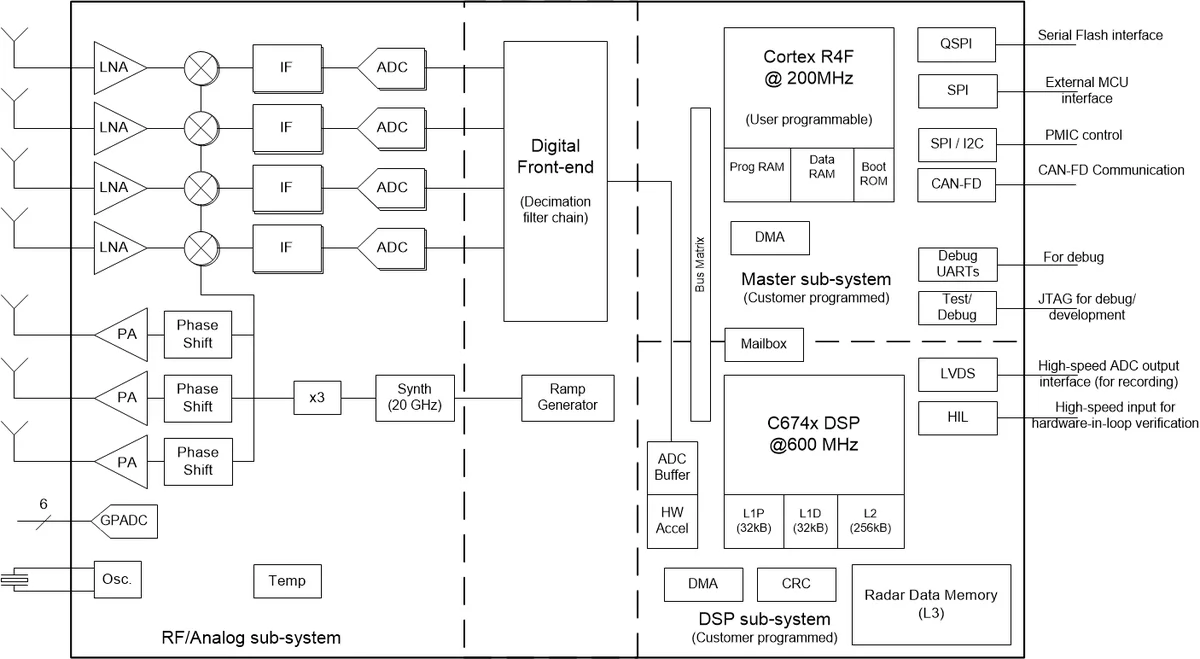 LNA
IF
ADC
LNA
IF
ADC
LNA
IF
ADC
LNA
IF
ADC
PA
Phase
Shift
PA
Phase
Shift
PA
Phase
Shift
x3
Synth
(20 GHz)
Ramp
Generator
6
GPADC
Osc.
Temp
RF/Analog sub-system
Digital
Front-end
(Decimation
filter chain)
Bus Matrix
Cortex R4F
@ 200MHz
(User programmable)
Prog RAM
Data
RAM
Boot
ROM
DMA
Master sub-system
(Customer programmed)
Mailbox
QSPI
Serial Flash interface
SPI
External MCU
interface
SPI / I2C
PMIC control
CAN-FD
CAN-FD Communication
Debug
UARTs
For debug
Test/
Debug
JTAG for debug/
development
LVDS
High-speed ADC output
interface (for recording)
HIL
High-speed input for
hardware-in-loop verification
C674x DSP
@600 MHz
L1P
(32kB)
L1D
(32kB)
L2
(256kB)
ADC
Buffer
HW
Accel
DMA
CRC
Radar Data Memory
(L3)
DSP sub-system
(Customer programmed)